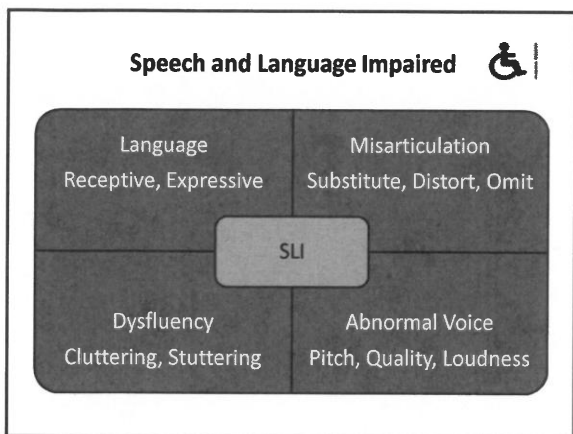 Speech and Language Impaired
Language
Receptive, Expressive
Misarticulation
Substitute, Distort, Omit
SLI
Dysfluency
Cluttering, Stuttering
Abnormal Voice
Pitch, Quality, Loudness